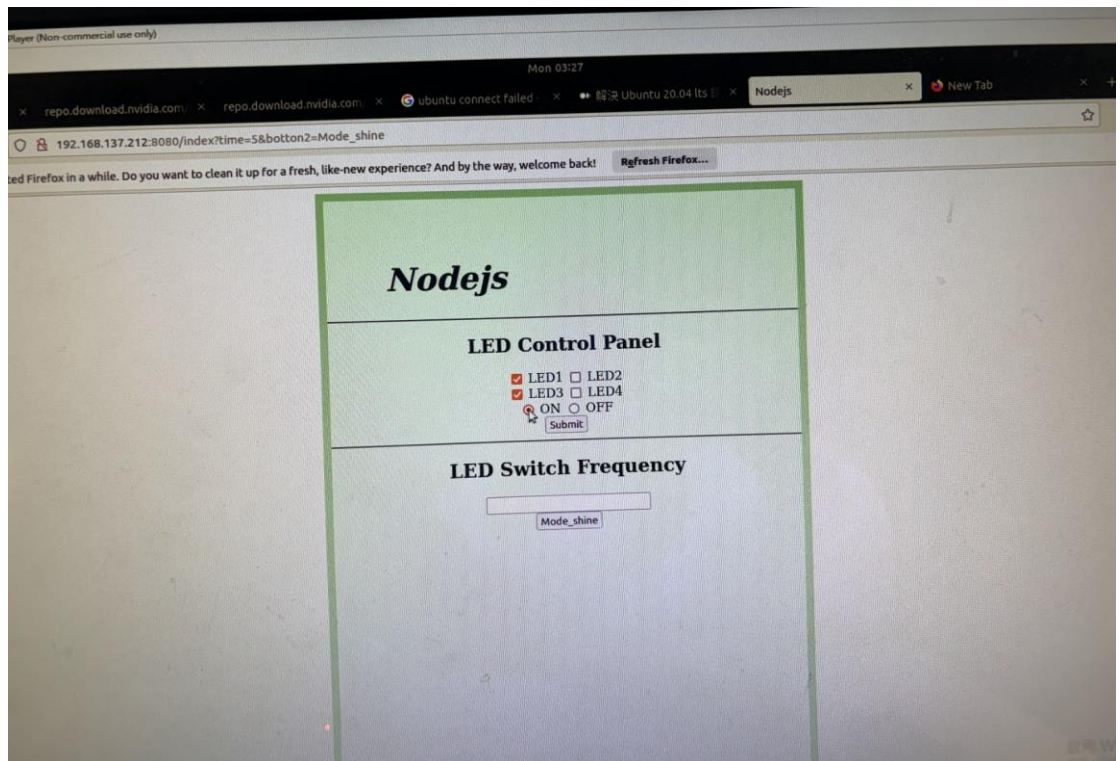 Player (Non-commercial use only)
Mon 03:27
repo.download.nvidia.com/ × repo.download.nvidia.com/ × ubuntu connect failed - × 解決 Ubuntu 20.04 lts × Nodejs × New Tab × +
192.168.137.212:8080/index?time=5&botton2=Mode_shine
ted Firefox in a while. Do you want to clean it up for a fresh, like-new experience? And by the way, welcome back! Refresh Firefox...
Nodejs
LED Control Panel
LED1 LED2
LED3 LED4
ON OFF
Submit
LED Switch Frequency
Mode_shine